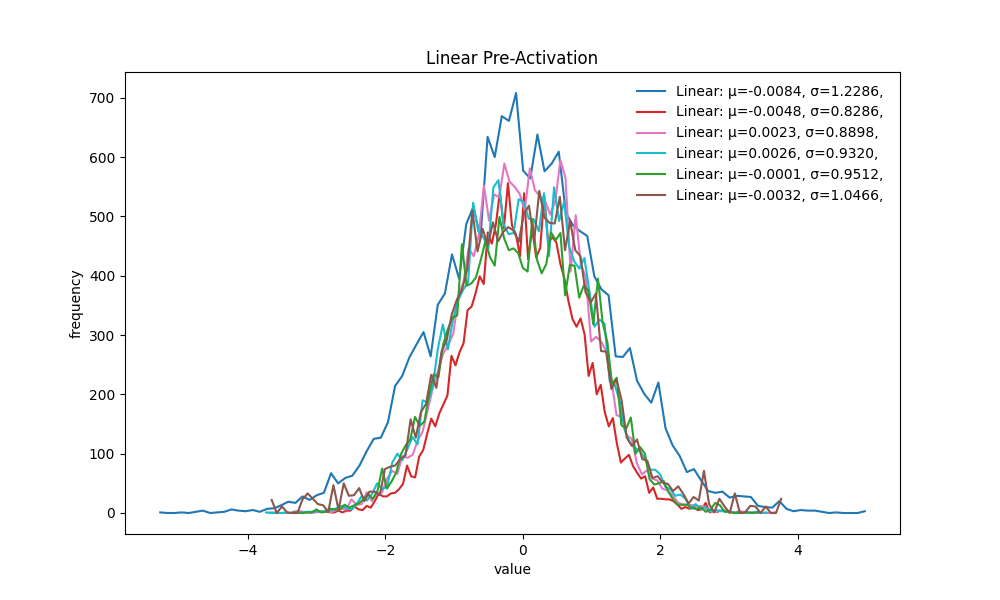 Linear Pre-Activation
700
600
500
400
300
200
100
0
frequency
−4
−2
0
2
4
value
Linear: μ=-0.0084, σ=1.2286,
Linear: μ=-0.0048, σ=0.8286,
Linear: μ=0.0023, σ=0.8898,
Linear: μ=0.0026, σ=0.9320,
Linear: μ=-0.0001, σ=0.9512,
Linear: μ=-0.0032, σ=1.0466,